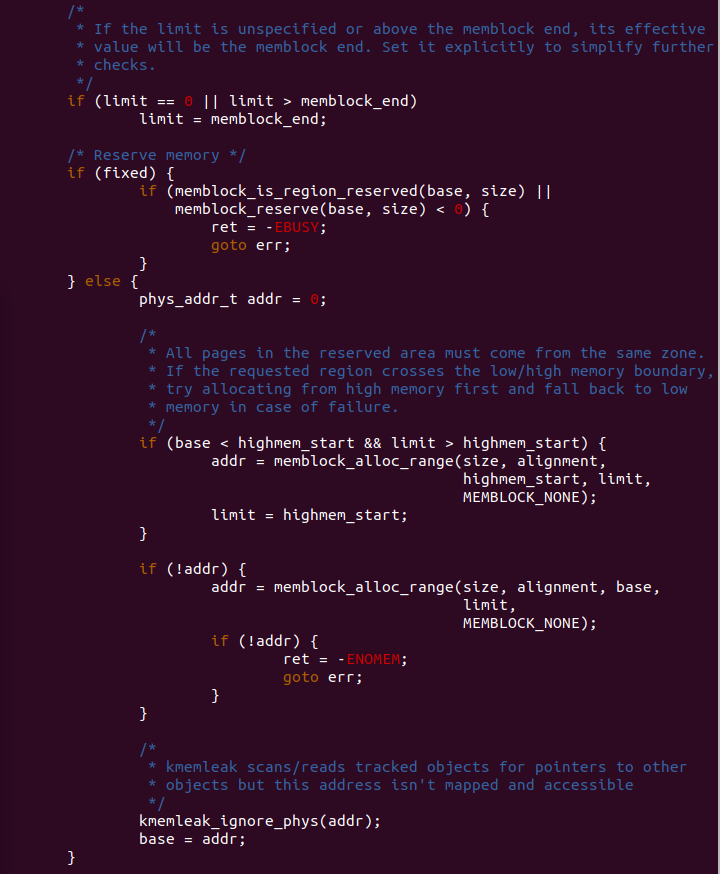 /*
 * If the limit is unspecified or above the memblock end, its effective
 * value will be the memblock end. Set it explicitly to simplify further
 * checks.
 */
if (limit == 0 || limit > memblock_end)
        limit = memblock_end;

/* Reserve memory */
if (fixed) {
        if (memblock_is_region_reserved(base, size) ||
            memblock_reserve(base, size) < 0) {
                ret = -EBUSY;
                goto err;
        }
} else {
        phys_addr_t addr = 0;

        /*
         * All pages in the reserved area must come from the same zone.
         * If the requested region crosses the low/high memory boundary,
         * try allocating from high memory first and fall back to low
         * memory in case of failure.
         */
        if (base < highmem_start && limit > highmem_start) {
                addr = memblock_alloc_range(size, alignment,
                                            highmem_start, limit,
                                            MEMBLOCK_NONE);
                limit = highmem_start;
        }

        if (!addr) {
                addr = memblock_alloc_range(size, alignment, base,
                                            limit,
                                            MEMBLOCK_NONE);
                if (!addr) {
                        ret = -ENOMEM;
                        goto err;
                }
        }

        /*
         * kmemleak scans/reads tracked objects for pointers to other
         * objects but this address isn't mapped and accessible
         */
        kmemleak_ignore_phys(addr);
        base = addr;
}